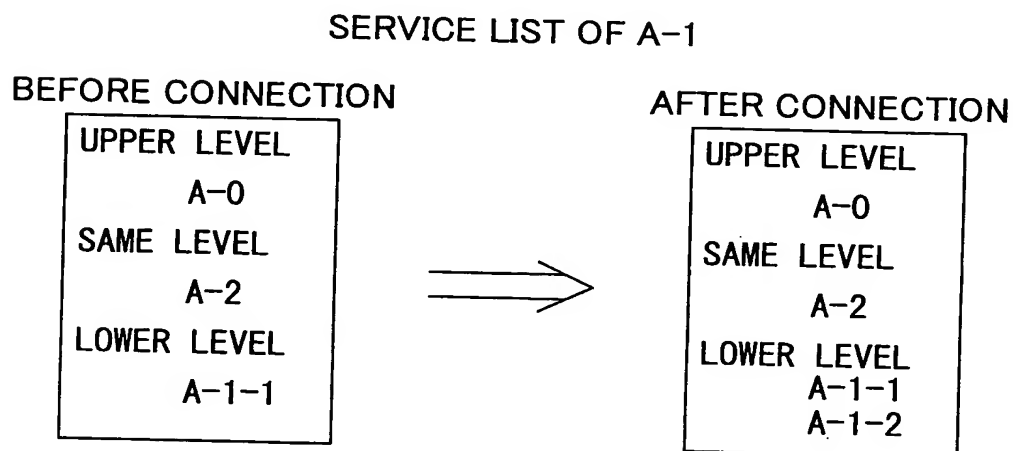 SERVICE LIST OF A-1
BEFORE CONNECTION
UPPER LEVEL
A-0
SAME LEVEL
A-2
LOWER LEVEL
A-1-1
AFTER CONNECTION
UPPER LEVEL
A-0
SAME LEVEL
A-2
LOWER LEVEL
A-1-1
A-1-2